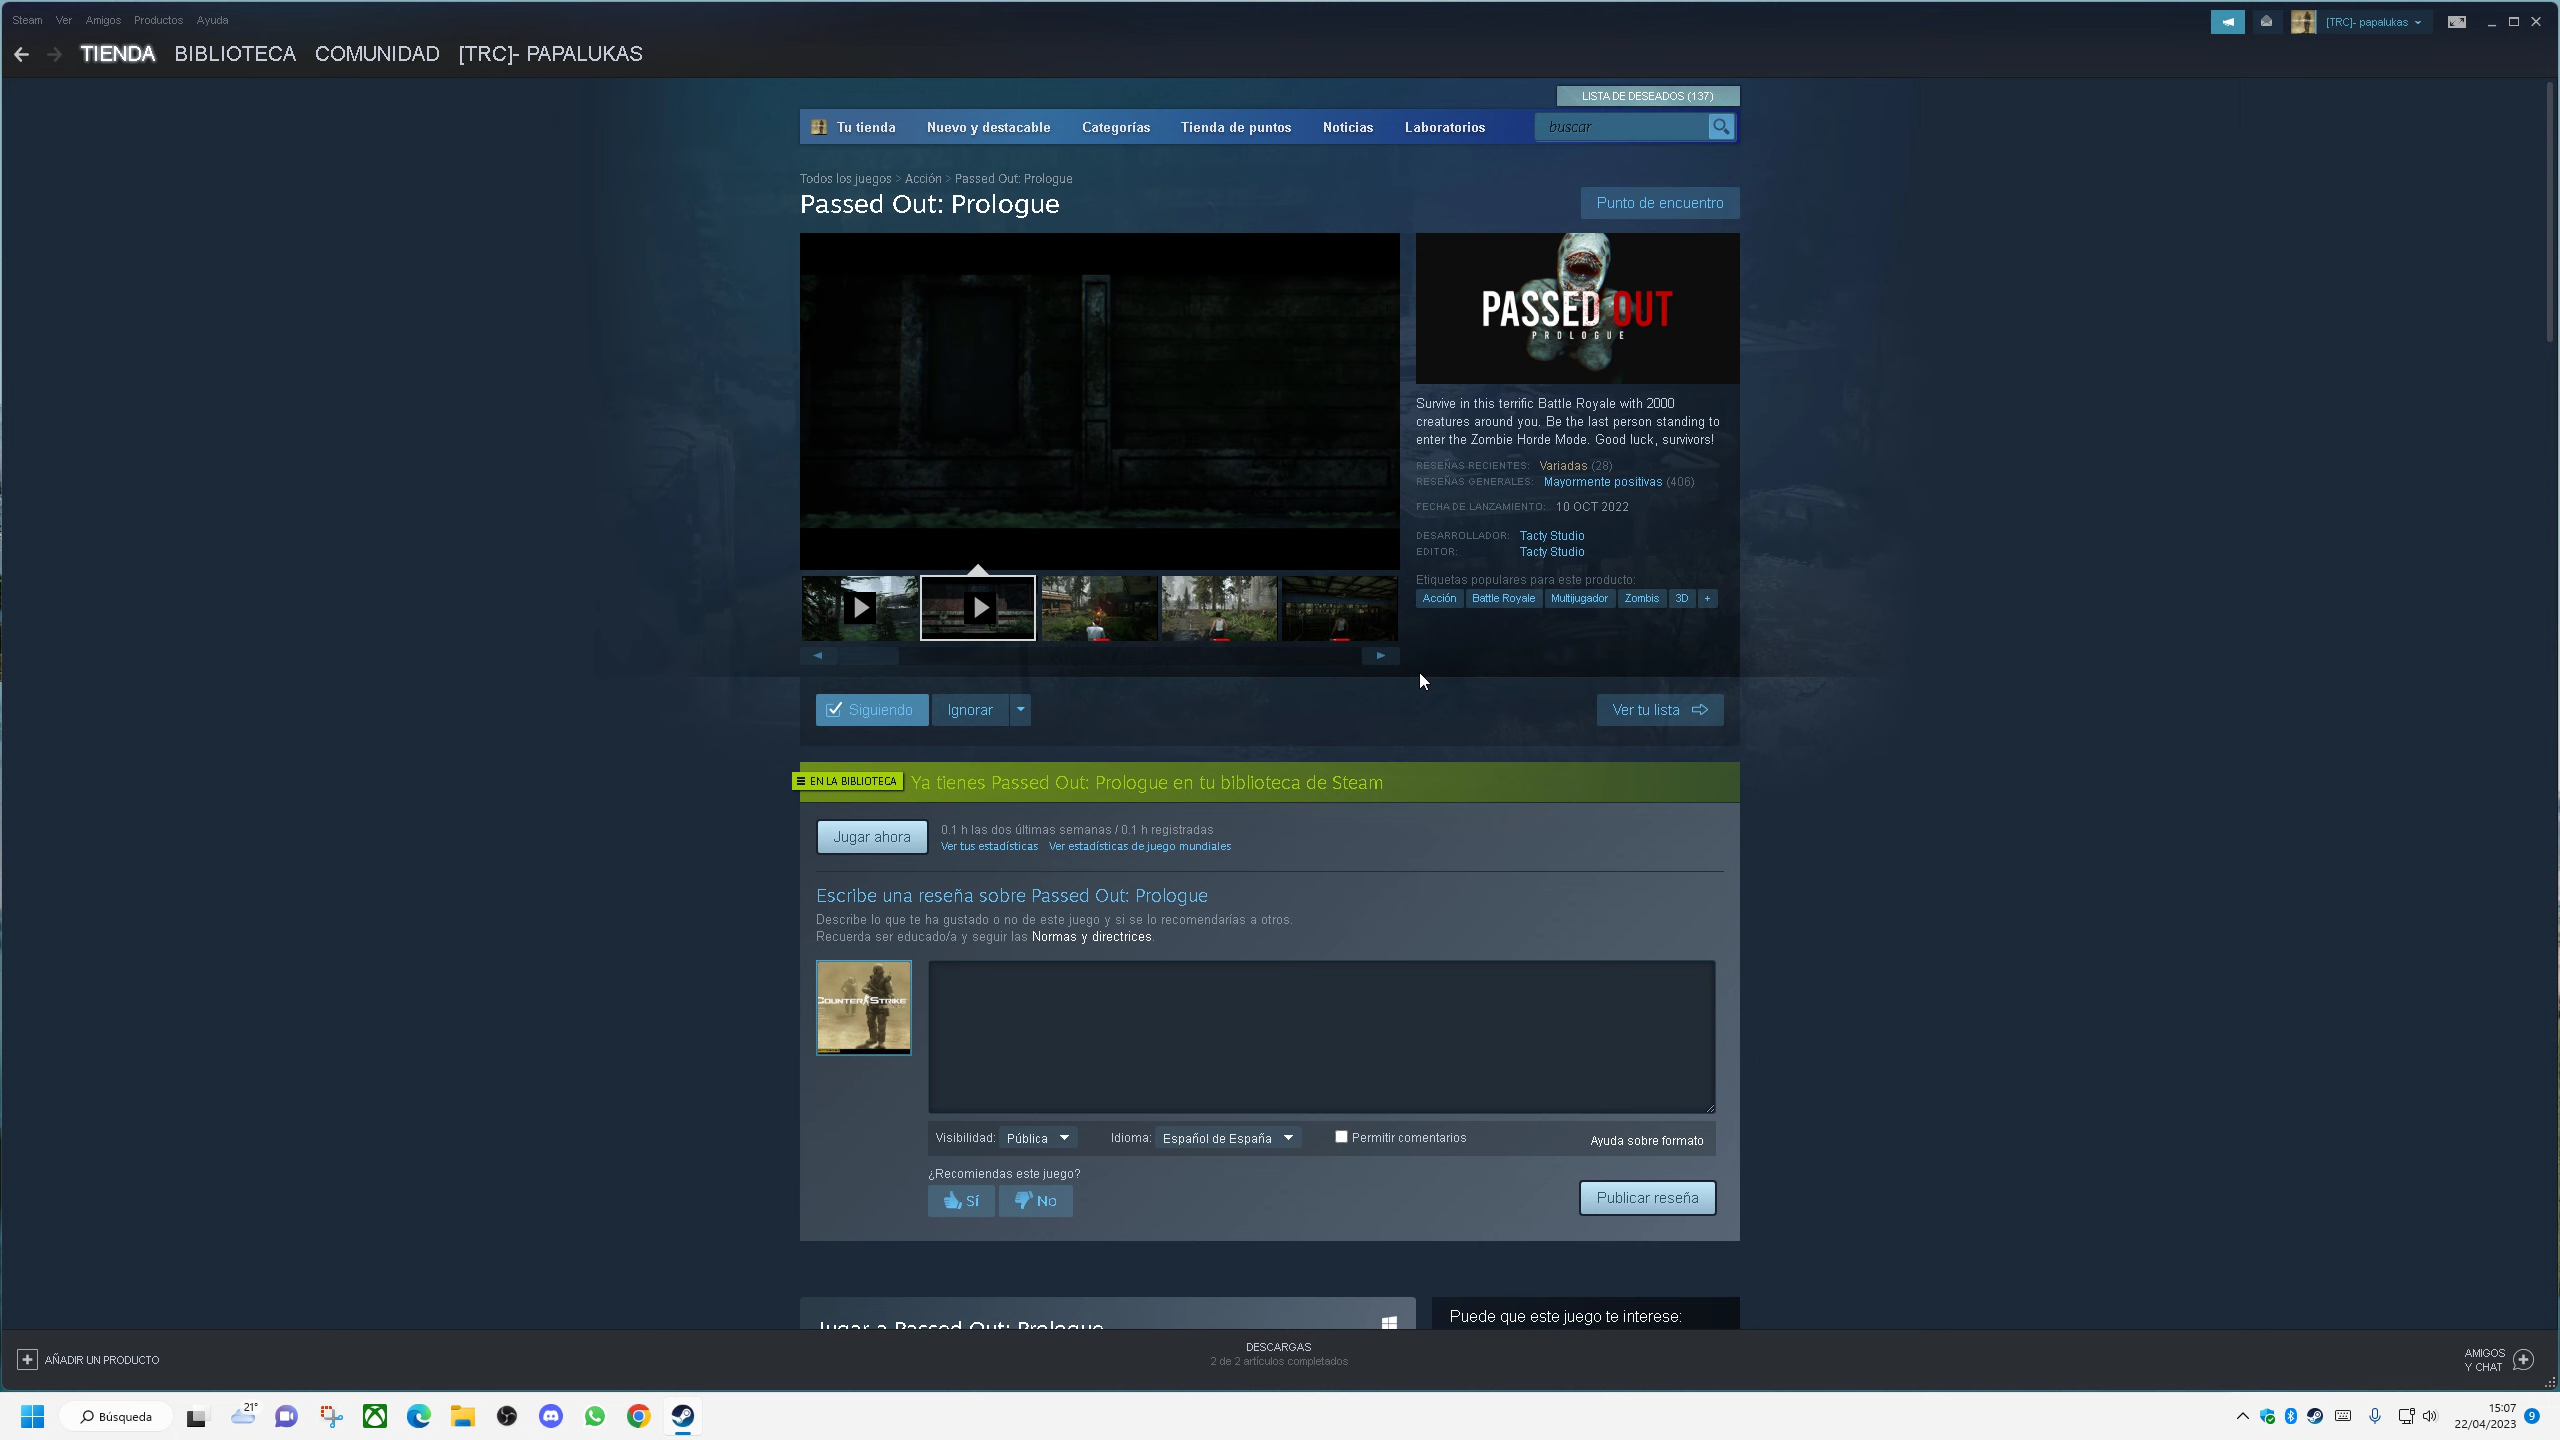 Steam Ver Amigos Productos Ayuda
[TRC]- papalukas
TIENDA BIBLIOTECA COMUNIDAD [TRC]- PAPALUKAS
LISTA DE DESEADOS (137)
Tu tienda Nuevo y destacable Categorías Tienda de puntos Noticias Laboratorios
buscar
Todos los juegos > Acción > Passed Out: Prologue
Passed Out: Prologue
Punto de encuentro
PASSED OUT
PROLOGUE
Survive in this terrific Battle Royale with 2000
creatures around you. Be the last person standing to
enter the Zombie Horde Mode. Good luck, survivors!
RESEÑAS RECIENTES: Variadas (28)
RESEÑAS GENERALES: Mayormente positivas (406)
FECHA DE LANZAMIENTO: 10 OCT 2022
DESARROLLADOR: Tacty Studio
EDITOR: Tacty Studio
Etiquetas populares para este producto:
Acción Battle Royale Multijugador Zombis 3D +
Siguiendo Ignorar
Ver tu lista
EN LA BIBLIOTECA Ya tienes Passed Out: Prologue en tu biblioteca de Steam
Jugar ahora
0.1 h las dos últimas semanas / 0.1 h registradas
Ver tus estadísticas Ver estadísticas de juego mundiales
Escribe una reseña sobre Passed Out: Prologue
Describe lo que te ha gustado o no de este juego y si se lo recomendarías a otros.
Recuerda ser educado/a y seguir las Normas y directrices.
COUNTER STRIKE
Visibilidad: Pública Idioma: Español de España Permitir comentarios Ayuda sobre formato
¿Recomiendas este juego?
Sí No
Publicar reseña
Jugar a Passed Out: Prologue
Puede que este juego te interese:
AÑADIR UN PRODUCTO
DESCARGAS
2 de 2 artículos completados
AMIGOS
Y CHAT
Búsqueda
21°
15:07
22/04/2023
9